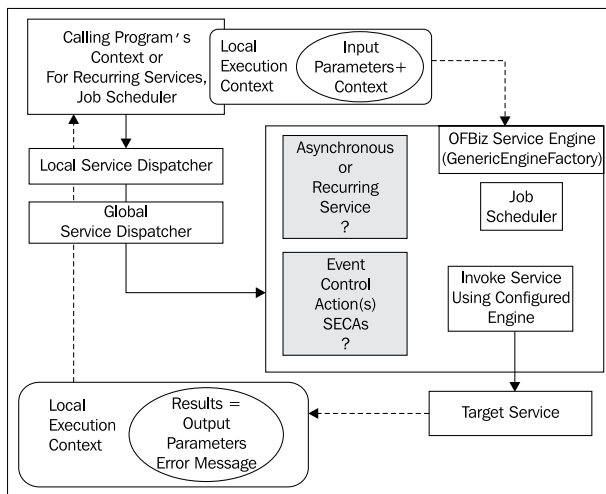 Calling Program's
Context or
For Recurring Services,
Job Scheduler
Local
Execution
Context
Input
Parameters+
Context
Local Service Dispatcher
Global
Service Dispatcher
Asynchronous
or
Recurring
Service
?
OFBiz Service Engine
(GenericEngineFactory)
Job
Scheduler
Event
Control
Action(s)
SECAs
?
Invoke Service
Using Configured
Engine
Target Service
Local
Execution
Context
Results =
Output
Parameters
Error Message